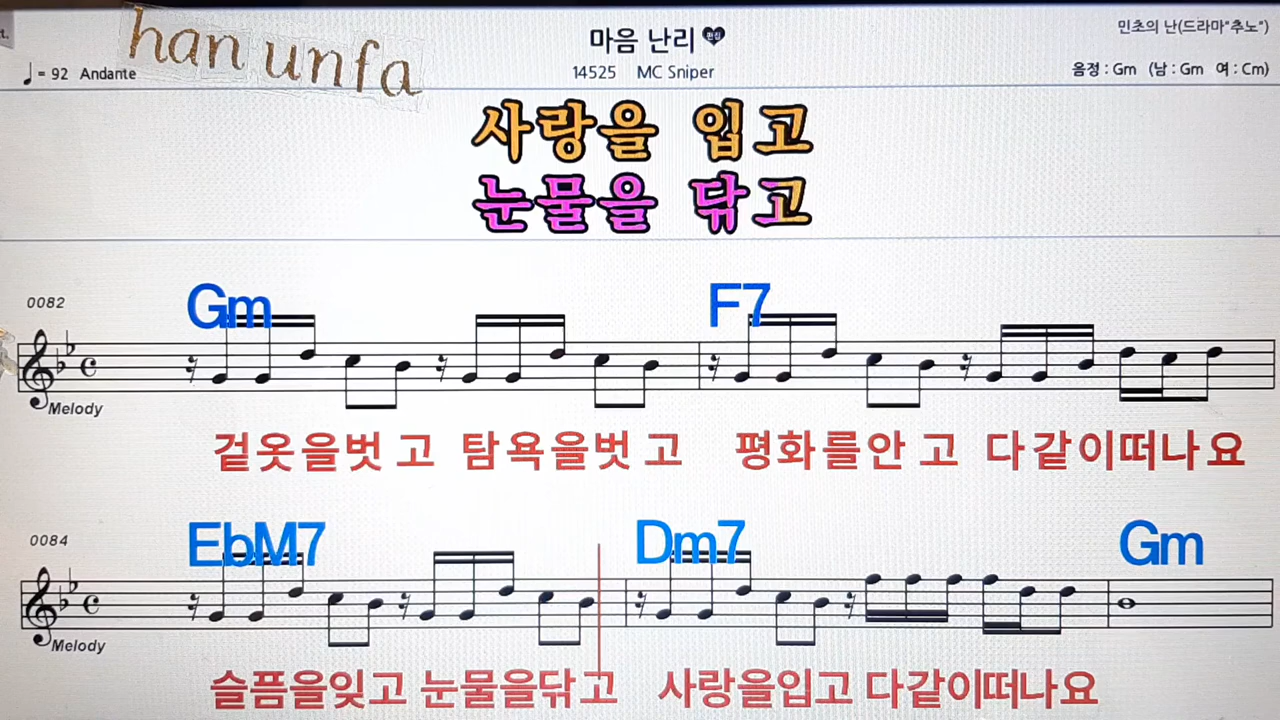 t.
han unfa
마음 난리 편집
민초의 난(드라마"추노")
♩= 92 Andante
14525 MC Sniper
음정 : Gm (남 : Gm 여 : Cm)
사랑을 입고
눈물을 닦고
0082
Gm F7
Melody
겉옷을벗고 탐욕을벗고 평화를안고 다같이떠나요
0084
EbM7 Dm7 Gm
Melody
슬픔을잊고 눈물을닦고 사랑을입고 다같이떠나요